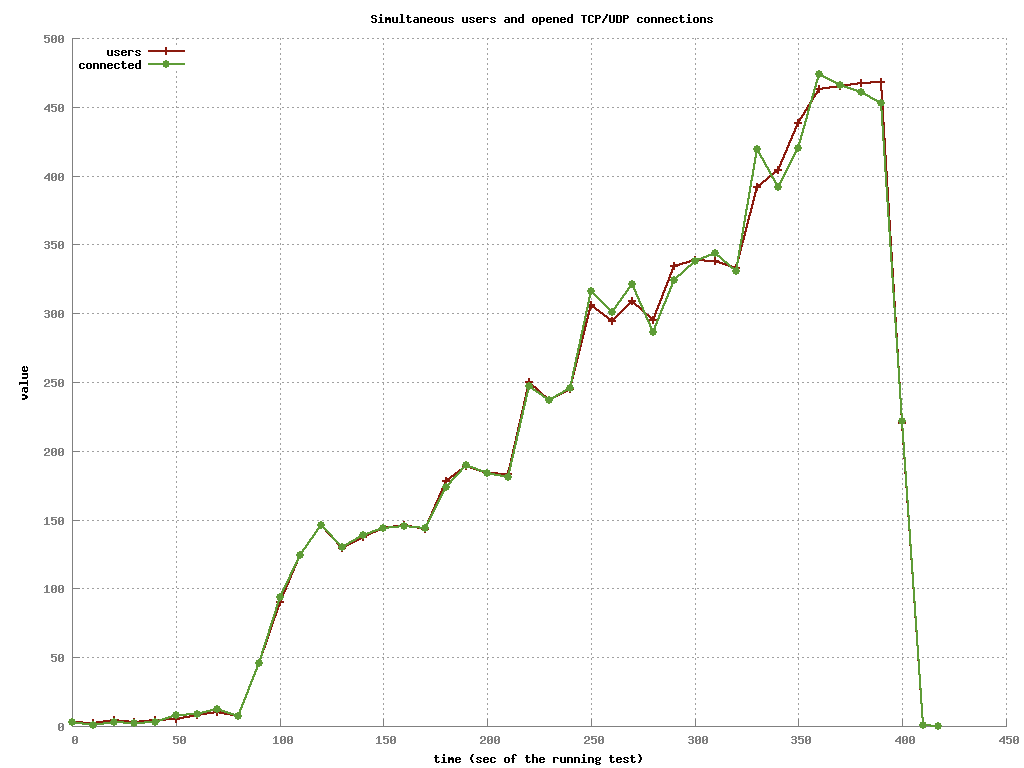 Simultaneous users and opened TCP/UDP connections
500
450
400
350
300
250
200
150
100
50
0
users
connected
value
0 50 100 150 200 250 300 350 400 450
time (sec of the running test)